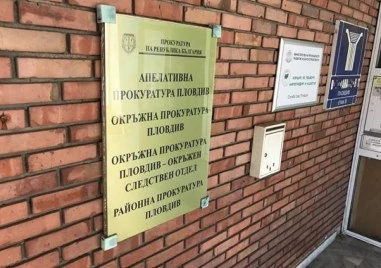 ПРОКУРАТУРА
НА РЕПУБЛИКА БЪЛГАРИЯ
АПЕЛАТИВНА
ПРОКУРАТУРА ПЛОВДИВ
ОКРЪЖНА ПРОКУРАТУРА
ПЛОВДИВ
ОКРЪЖНА ПРОКУРАТУРА
ПЛОВДИВ – ОКРЪЖЕН
СЛЕДСТВЕН ОТДЕЛ
РАЙОННА ПРОКУРАТУРА
ПЛОВДИВ